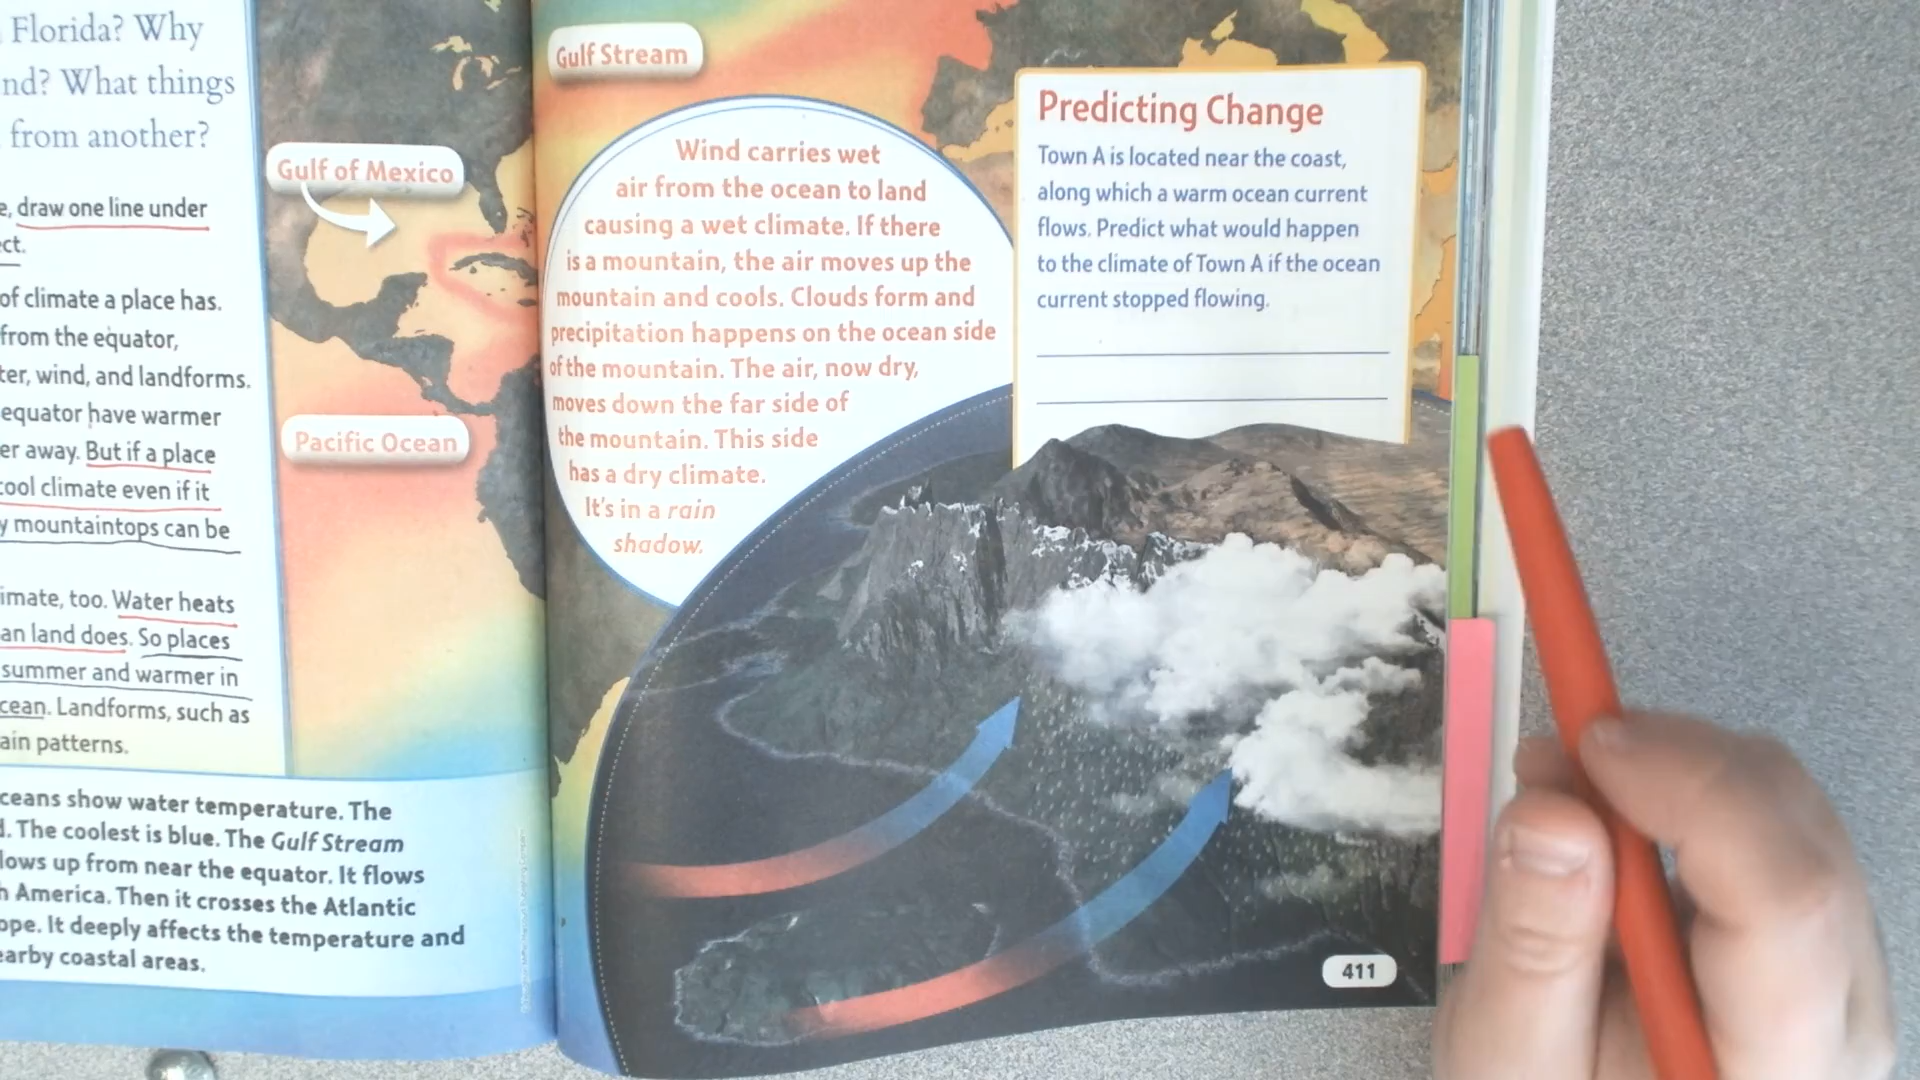 Florida? Why
nd? What things
from another?
e, draw one line under
ect.
of climate a place has.
from the equator,
ter, wind, and landforms.
equator have warmer
er away. But if a place
cool climate even if it
y mountaintops can be
imate, too. Water heats
an land does. So places
summer and warmer in
cean. Landforms, such as
ain patterns.
ceans show water temperature. The
d. The coolest is blue. The Gulf Stream
lows up from near the equator. It flows
h America. Then it crosses the Atlantic
ope. It deeply affects the temperature and
earby coastal areas.
Gulf of Mexico
Pacific Ocean
Gulf Stream
Wind carries wet
air from the ocean to land
causing a wet climate. If there
is a mountain, the air moves up the
mountain and cools. Clouds form and
precipitation happens on the ocean side
of the mountain. The air, now dry,
moves down the far side of
the mountain. This side
has a dry climate.
It's in a rain
shadow.
Predicting Change
Town A is located near the coast,
along which a warm ocean current
flows. Predict what would happen
to the climate of Town A if the ocean
current stopped flowing.
411